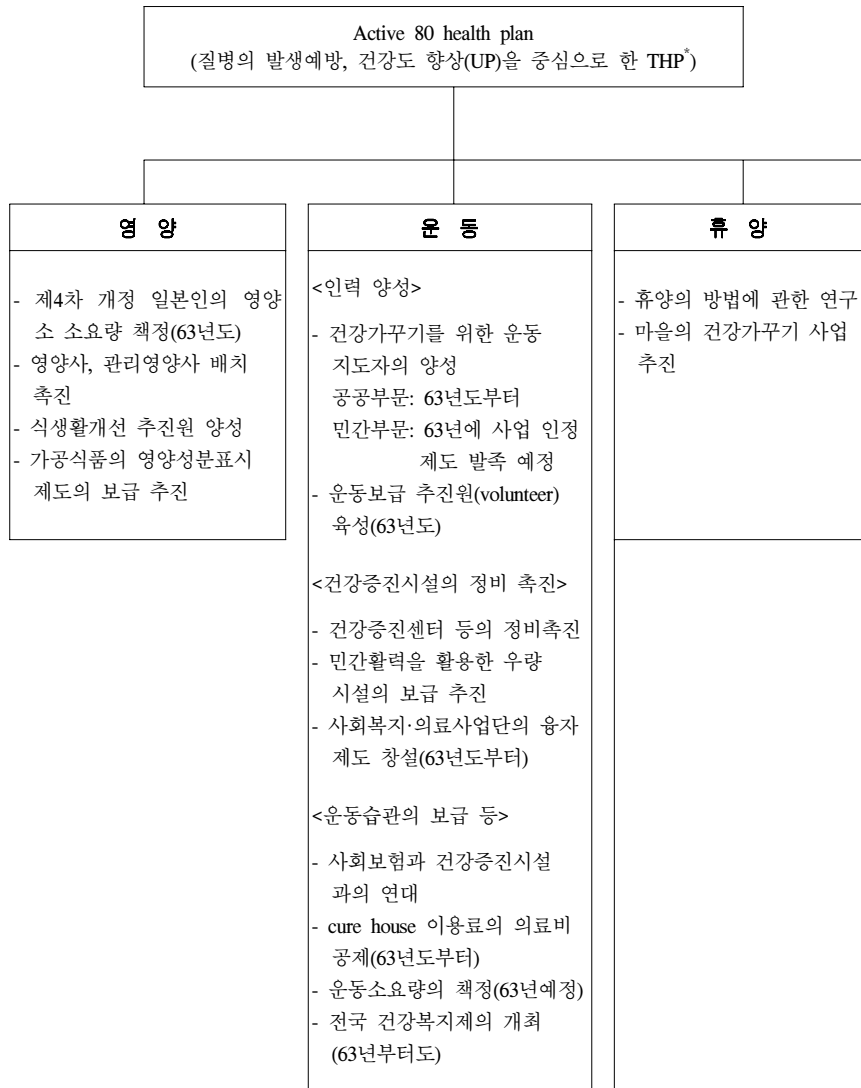 Active 80 health plan
(질병의 발생예방, 건강도 향상(UP)을 중심으로 한 THP*)
영 양
- 제4차 개정 일본인의 영양
소 소요량 책정(63년도)
- 영양사, 관리영양사 배치
촉진
- 식생활개선 추진원 양성
- 가공식품의 영양성분표시
제도의 보급 추진
운 동
<인력 양성>
- 건강가꾸기를 위한 운동
지도자의 양성
공공부문: 63년도부터
민간부문: 63년에 사업 인정
제도 발족 예정
- 운동보급 추진원(volunteer)
육성(63년도)
<건강증진시설의 정비 촉진>
- 건강증진센터 등의 정비촉진
- 민간활력을 활용한 우량
시설의 보급 추진
- 사회복지·의료사업단의 융자
제도 창설(63년도부터)
<운동습관의 보급 등>
- 사회보험과 건강증진시설
과의 연대
- cure house 이용료의 의료비
공제(63년도부터)
- 운동소요량의 책정(63년예정)
- 전국 건강복지제의 개최
(63년부터도)
휴 양
- 휴양의 방법에 관한 연구
- 마을의 건강가꾸기 사업
추진